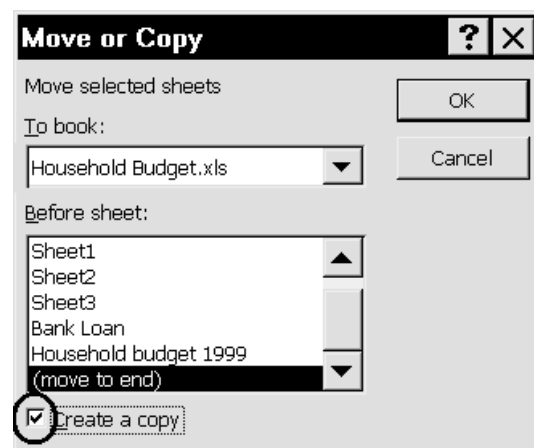 Move or Copy
Move selected sheets
OK
To book:
Household Budget.xls
Cancel
Before sheet:
Sheet1
Sheet2
Sheet3
Bank Loan
Household budget 1999
(move to end)
Create a copy